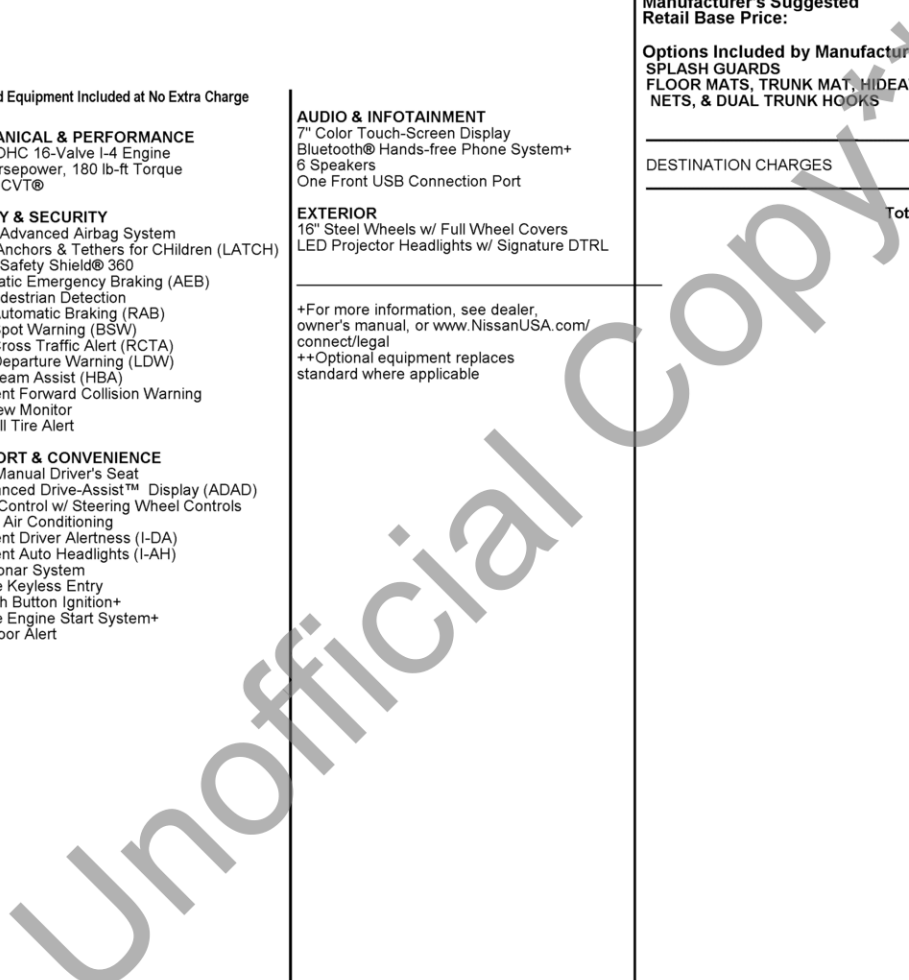 d Equipment Included at No Extra Charge
ANICAL & PERFORMANCE
OHC 16-Valve I-4 Engine
rsepower, 180 lb-ft Torque
CVT®
Y & SECURITY
Advanced Airbag System
Anchors & Tethers for CHildren (LATCH)
Safety Shield® 360
atic Emergency Braking (AEB)
destrian Detection
utomatic Braking (RAB)
pot Warning (BSW)
ross Traffic Alert (RCTA)
Departure Warning (LDW)
eam Assist (HBA)
ent Forward Collision Warning
ew Monitor
ll Tire Alert
ORT & CONVENIENCE
Manual Driver's Seat
nced Drive-Assist™ Display (ADAD)
Control w/ Steering Wheel Controls
Air Conditioning
ent Driver Alertness (I-DA)
ent Auto Headlights (I-AH)
onar System
e Keyless Entry
h Button Ignition+
e Engine Start System+
oor Alert
AUDIO & INFOTAINMENT
7" Color Touch-Screen Display
Bluetooth® Hands-free Phone System+
6 Speakers
One Front USB Connection Port
EXTERIOR
16" Steel Wheels w/ Full Wheel Covers
LED Projector Headlights w/ Signature DTRL
+For more information, see dealer,
owner's manual, or www.NissanUSA.com/
connect/legal
++Optional equipment replaces
standard where applicable
Manufacturer's Suggested
Retail Base Price:
Options Included by Manufactur
SPLASH GUARDS
FLOOR MATS, TRUNK MAT, HIDEA
NETS, & DUAL TRUNK HOOKS
DESTINATION CHARGES
Tot
Unofficial Copy**